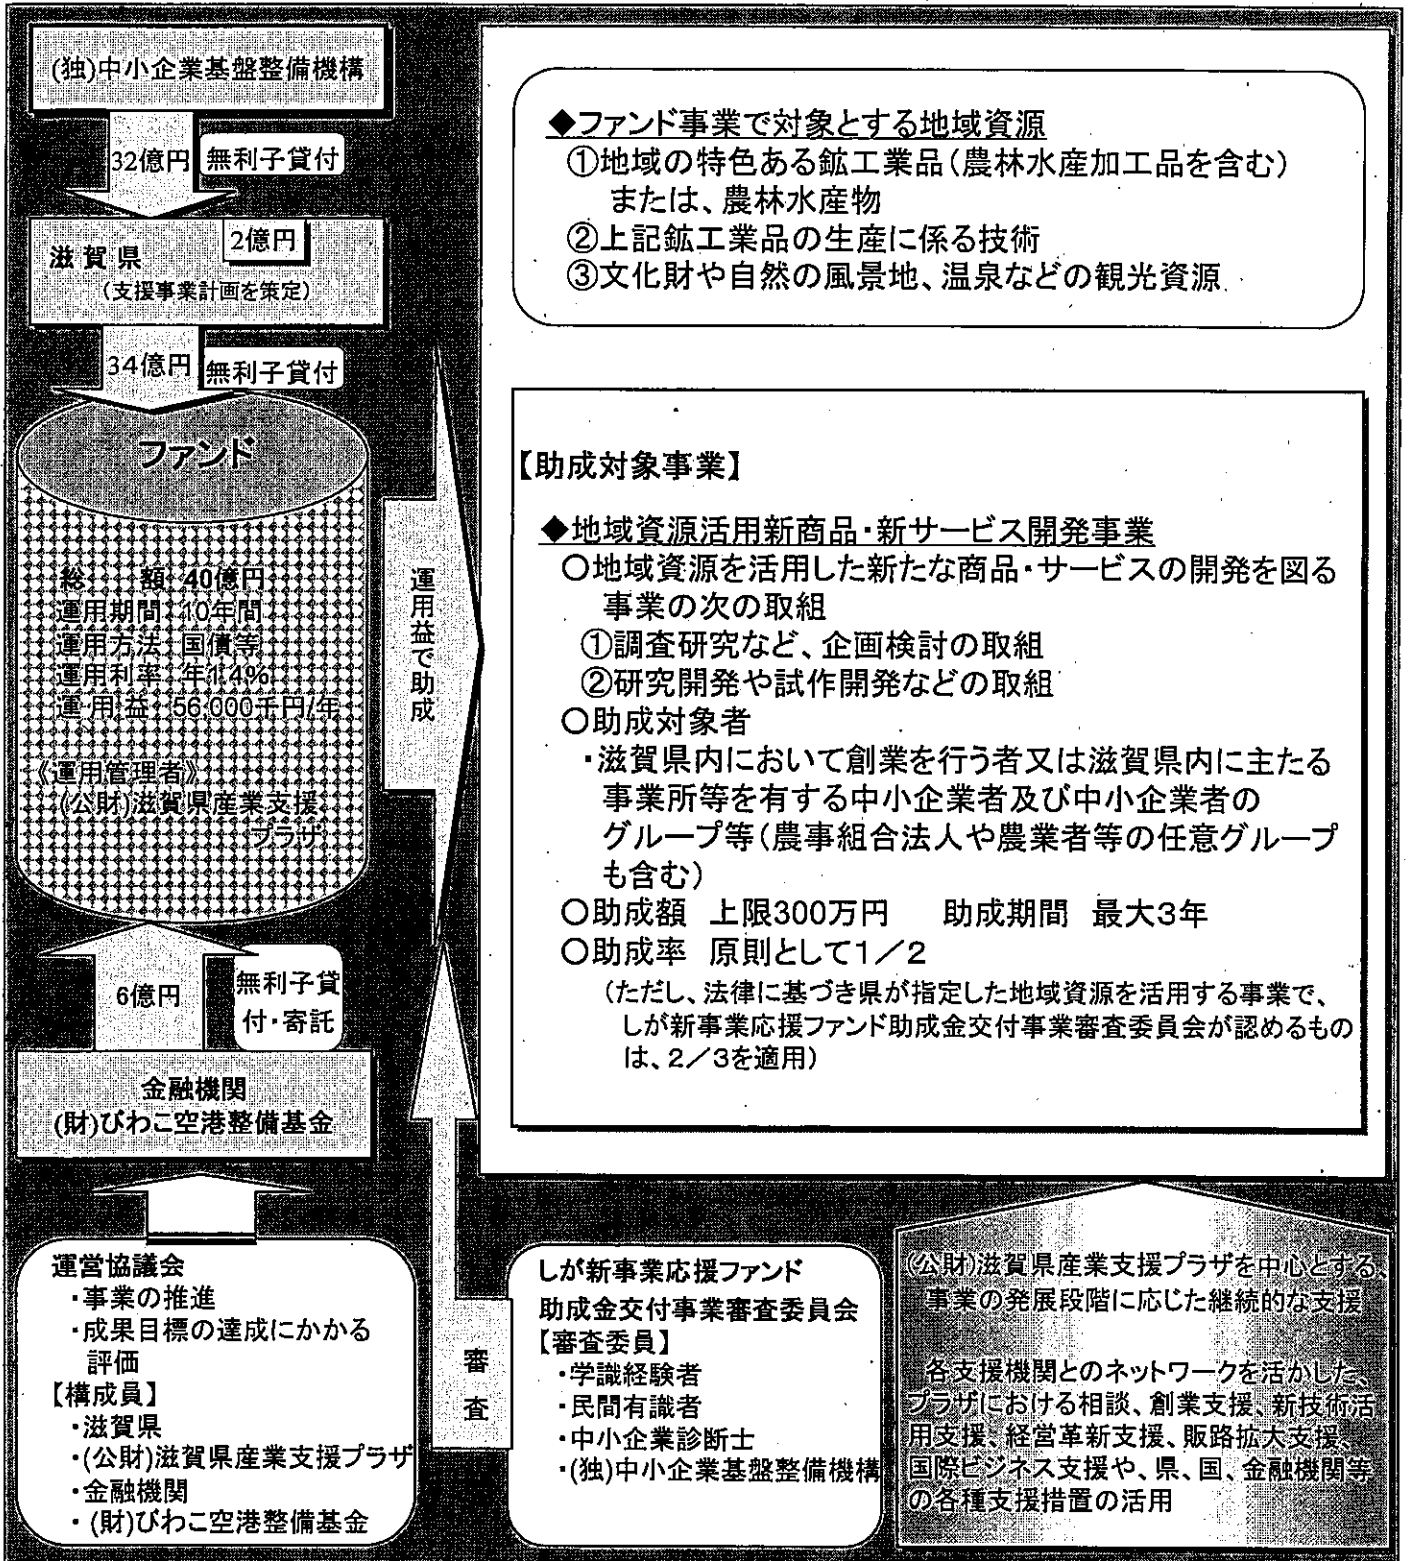 (独)中小企業基盤整備機構
32億円
無利子貸付
滋賀県
2億円
(支援事業計画を策定)
34億円
無利子貸付
ファンド
総　額 40億円
運用期間 10年間
運用方法 国債等
運用利率 年1.4%
運用益 56,000千円/年
《運用管理者》
(公財)滋賀県産業支援
プラザ
6億円
無利子貸
付・寄託
金融機関
(財)びわこ空港整備基金
運営協議会
・事業の推進
・成果目標の達成にかかる
評価
【構成員】
・滋賀県
・(公財)滋賀県産業支援プラザ
・金融機関
・(財)びわこ空港整備基金
運用益で助成
審査
◆ファンド事業で対象とする地域資源
①地域の特色ある鉱工業品(農林水産加工品を含む)
または、農林水産物
②上記鉱工業品の生産に係る技術
③文化財や自然の風景地、温泉などの観光資源
【助成対象事業】
◆地域資源活用新商品・新サービス開発事業
○地域資源を活用した新たな商品・サービスの開発を図る
事業の次の取組
①調査研究など、企画検討の取組
②研究開発や試作開発などの取組
○助成対象者
・滋賀県内において創業を行う者又は滋賀県内に主たる
事業所等を有する中小企業者及び中小企業者の
グループ等(農事組合法人や農業者等の任意グループ
も含む)
○助成額 上限300万円　助成期間 最大3年
○助成率 原則として1／2
(ただし、法律に基づき県が指定した地域資源を活用する事業で、
しが新事業応援ファンド助成金交付事業審査委員会が認めるもの
は、2／3を適用)
しが新事業応援ファンド
助成金交付事業審査委員会
【審査委員】
・学識経験者
・民間有識者
・中小企業診断士
・(独)中小企業基盤整備機構
(公財)滋賀県産業支援プラザを中心とする、
事業の発展段階に応じた継続的な支援
各支援機関とのネットワークを活かした、
プラザにおける相談、創業支援、新技術活
用支援、経営革新支援、販路拡大支援、
国際ビジネス支援や、県、国、金融機関等
の各種支援措置の活用